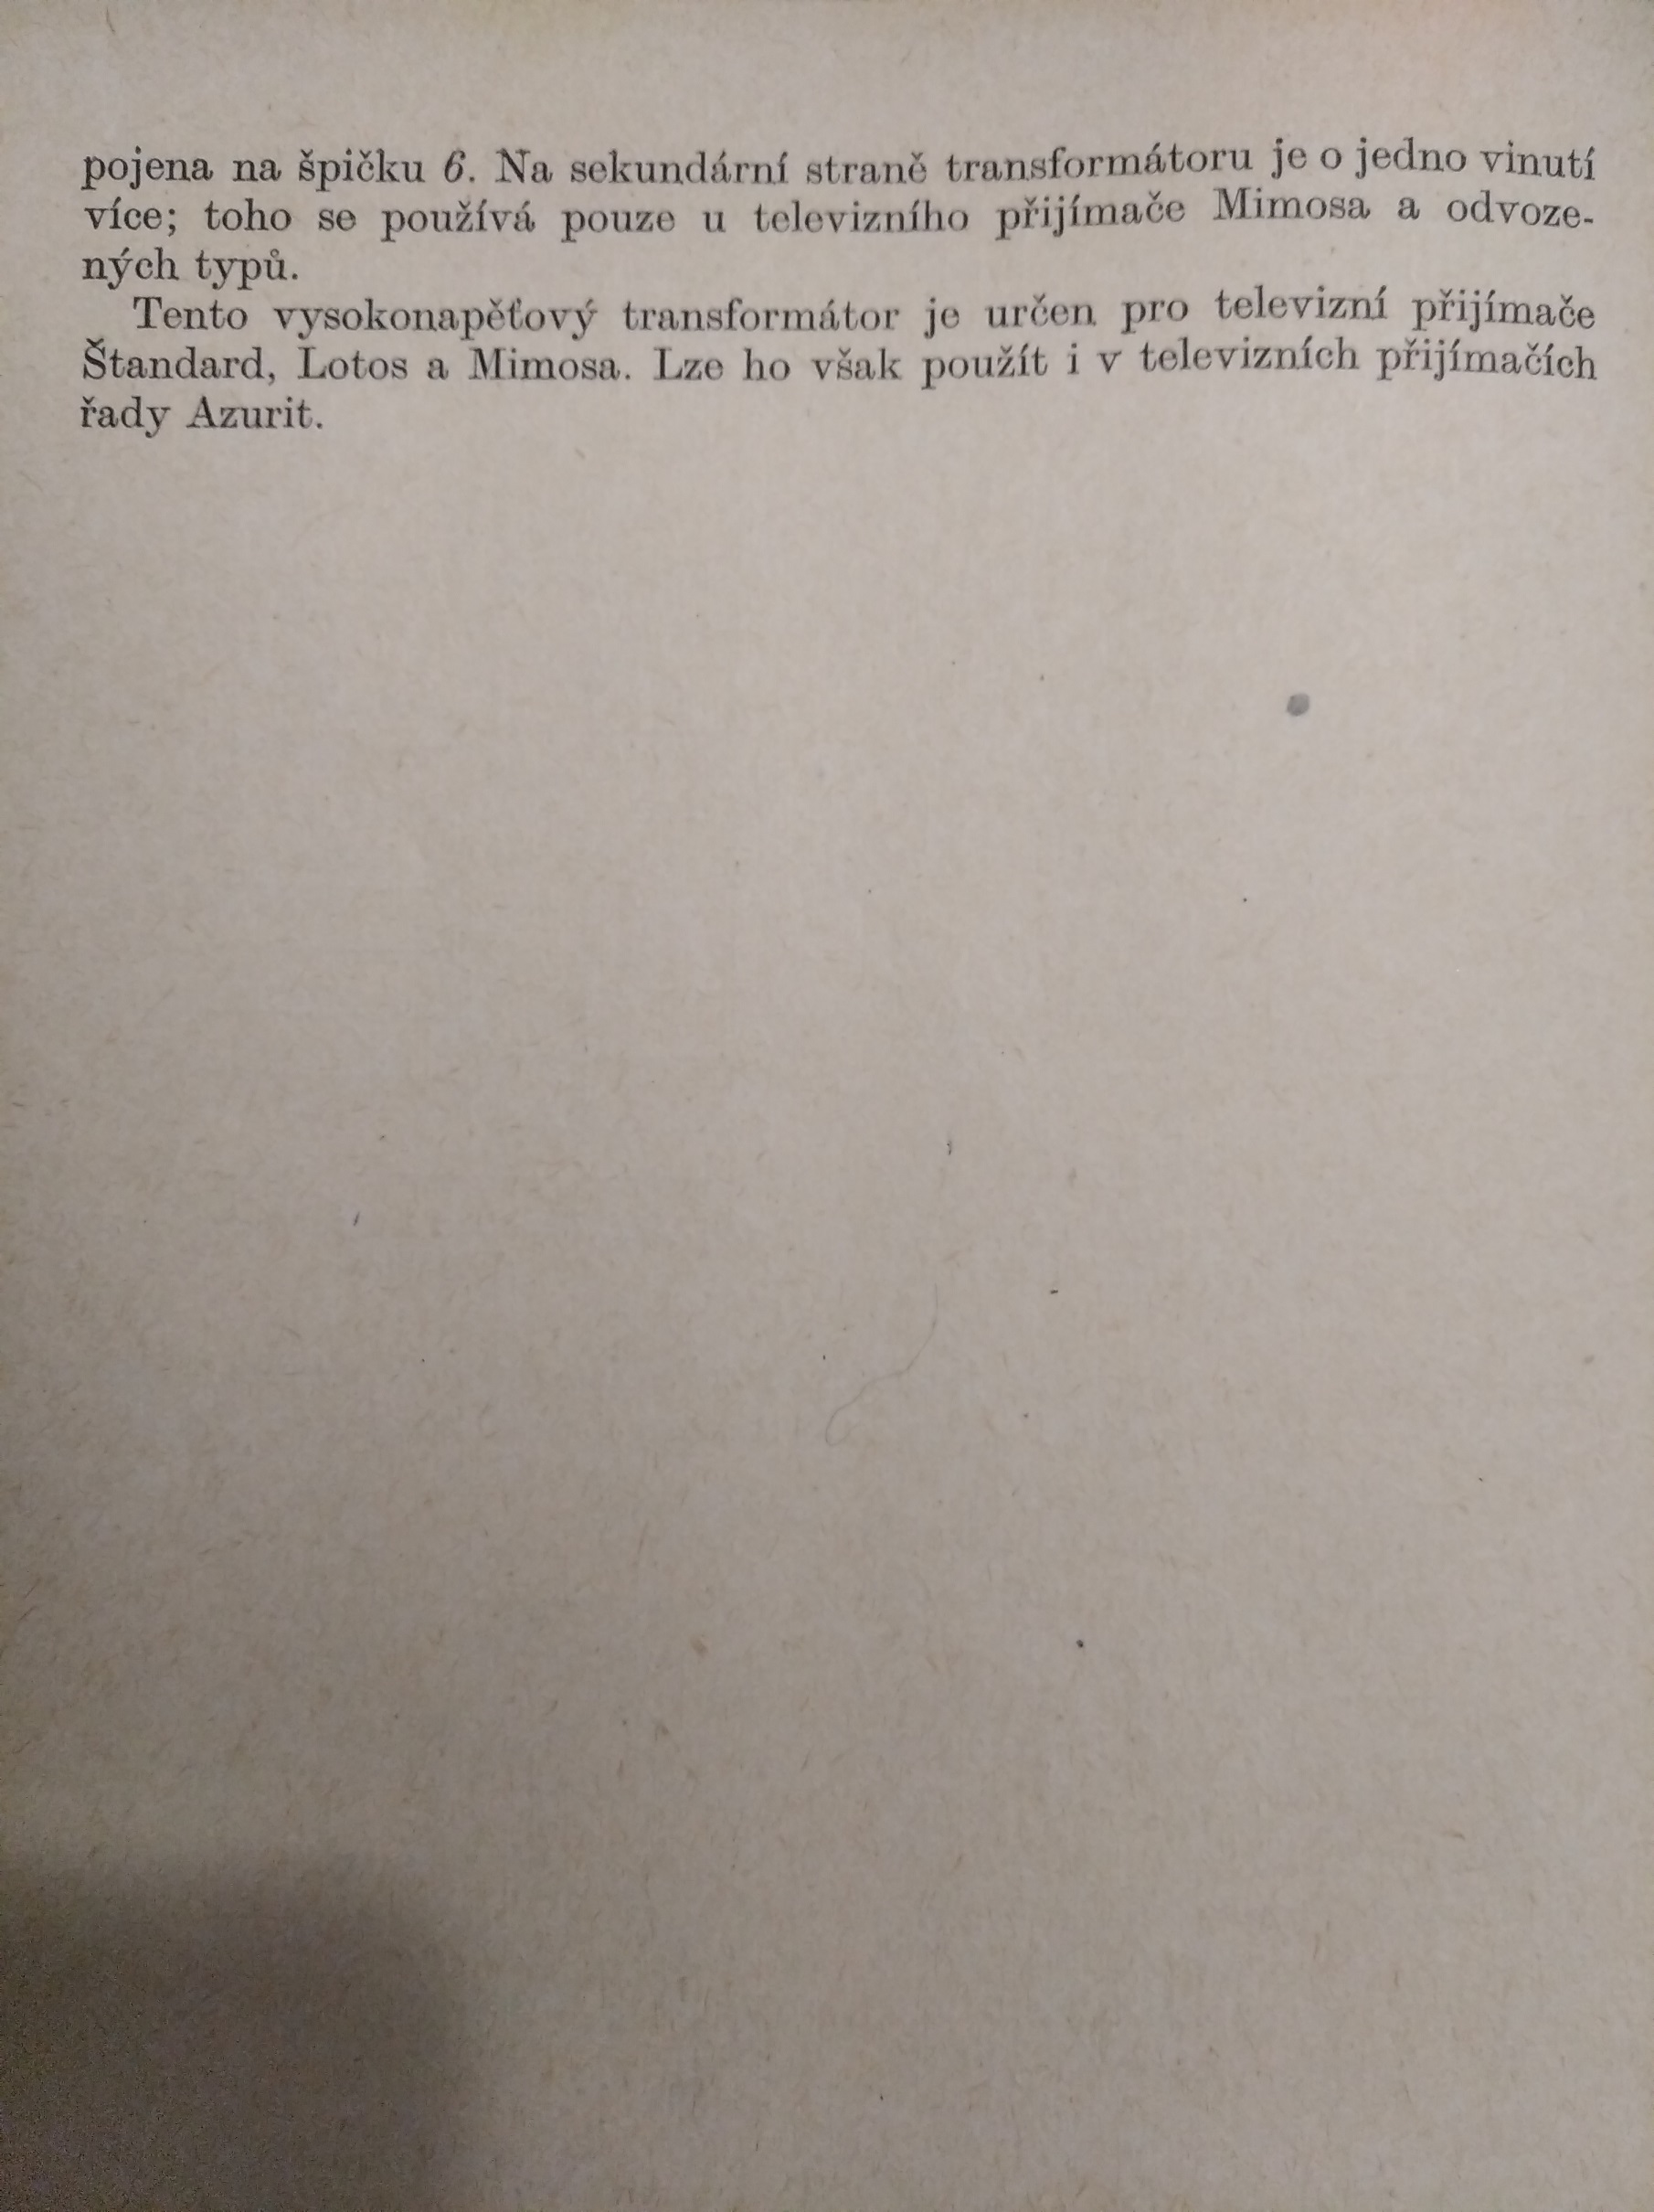 pojena na špičku 6. Na sekundární straně transformátoru je o jedno vinutí
více; toho se používá pouze u televizního přijímače Mimosa a odvoze-
ných typů.
Tento vysokonapěťový transformátor je určen pro televizní přijímače
Štandard, Lotos a Mimosa. Lze ho však použít i v televizních přijímačích
řady Azurit.